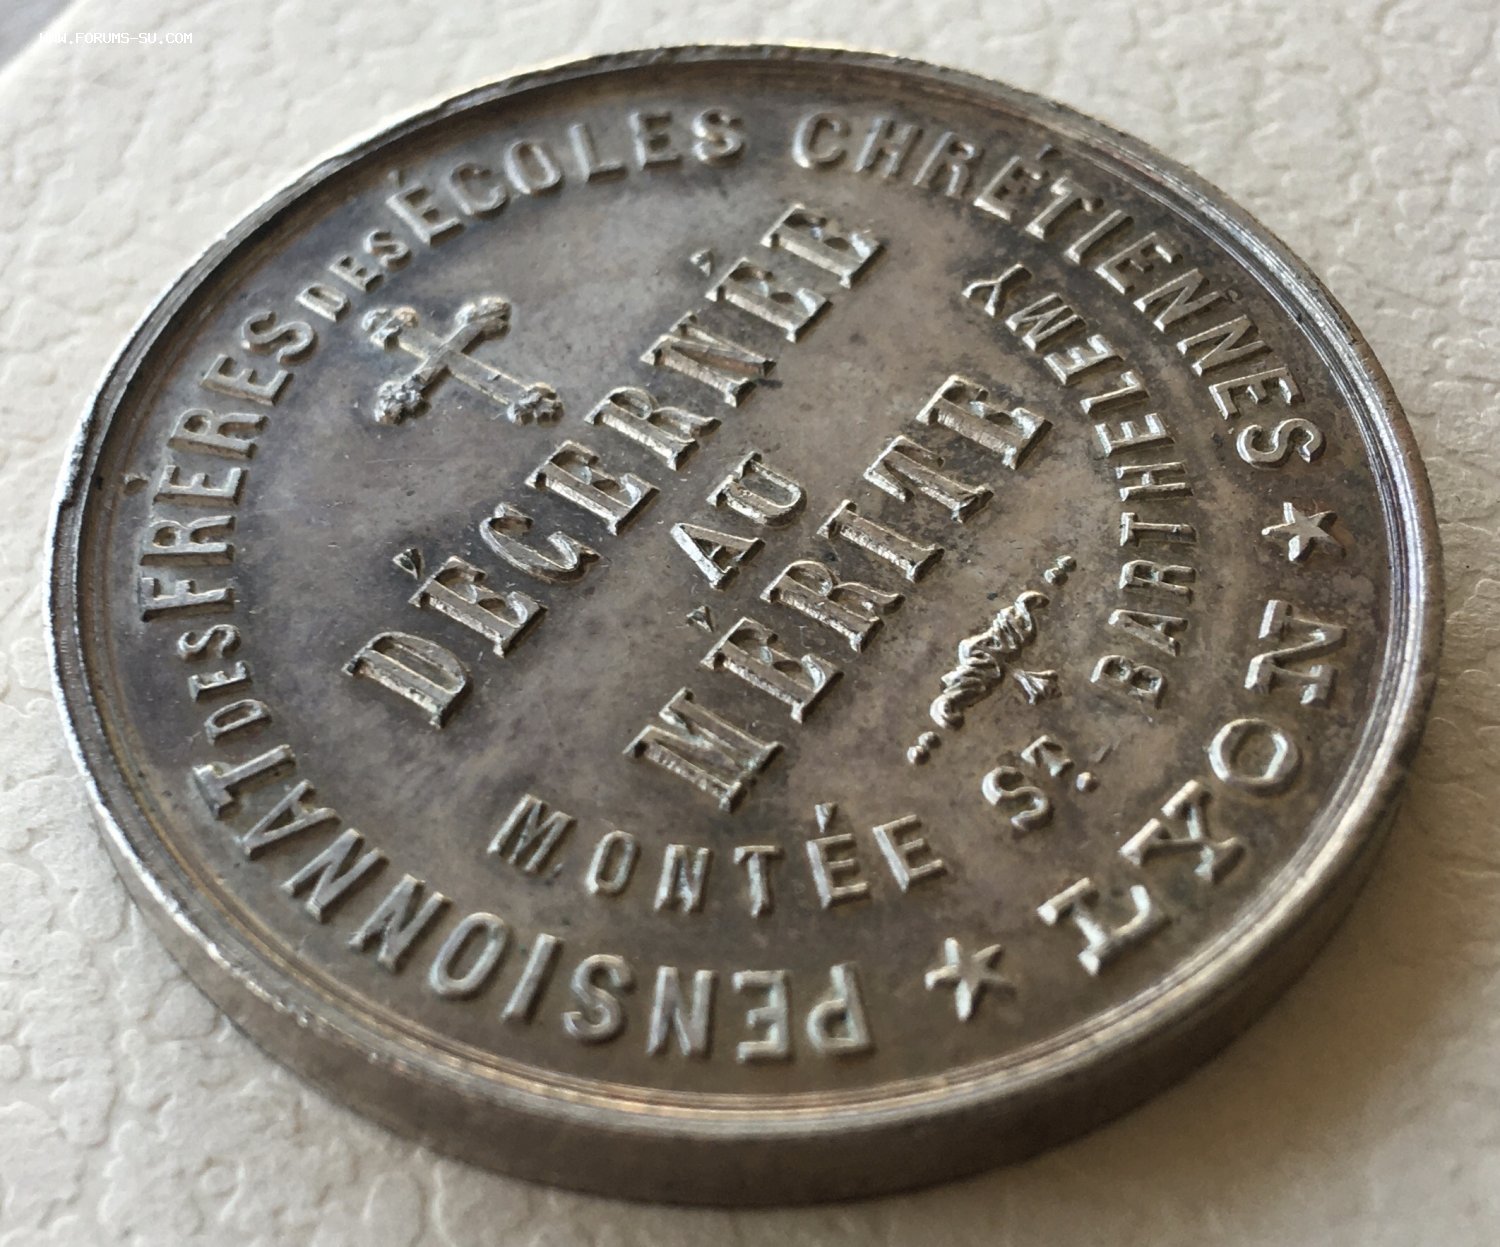 WWW.FORUMS-SU.COM
PENSIONNAT DES FRÈRES DES ÉCOLES CHRÉTIENNES
★ LYON ★
DÉCERNÉE
AU
MÉRITE
MONTÉE ST. BARTHÉLEMY